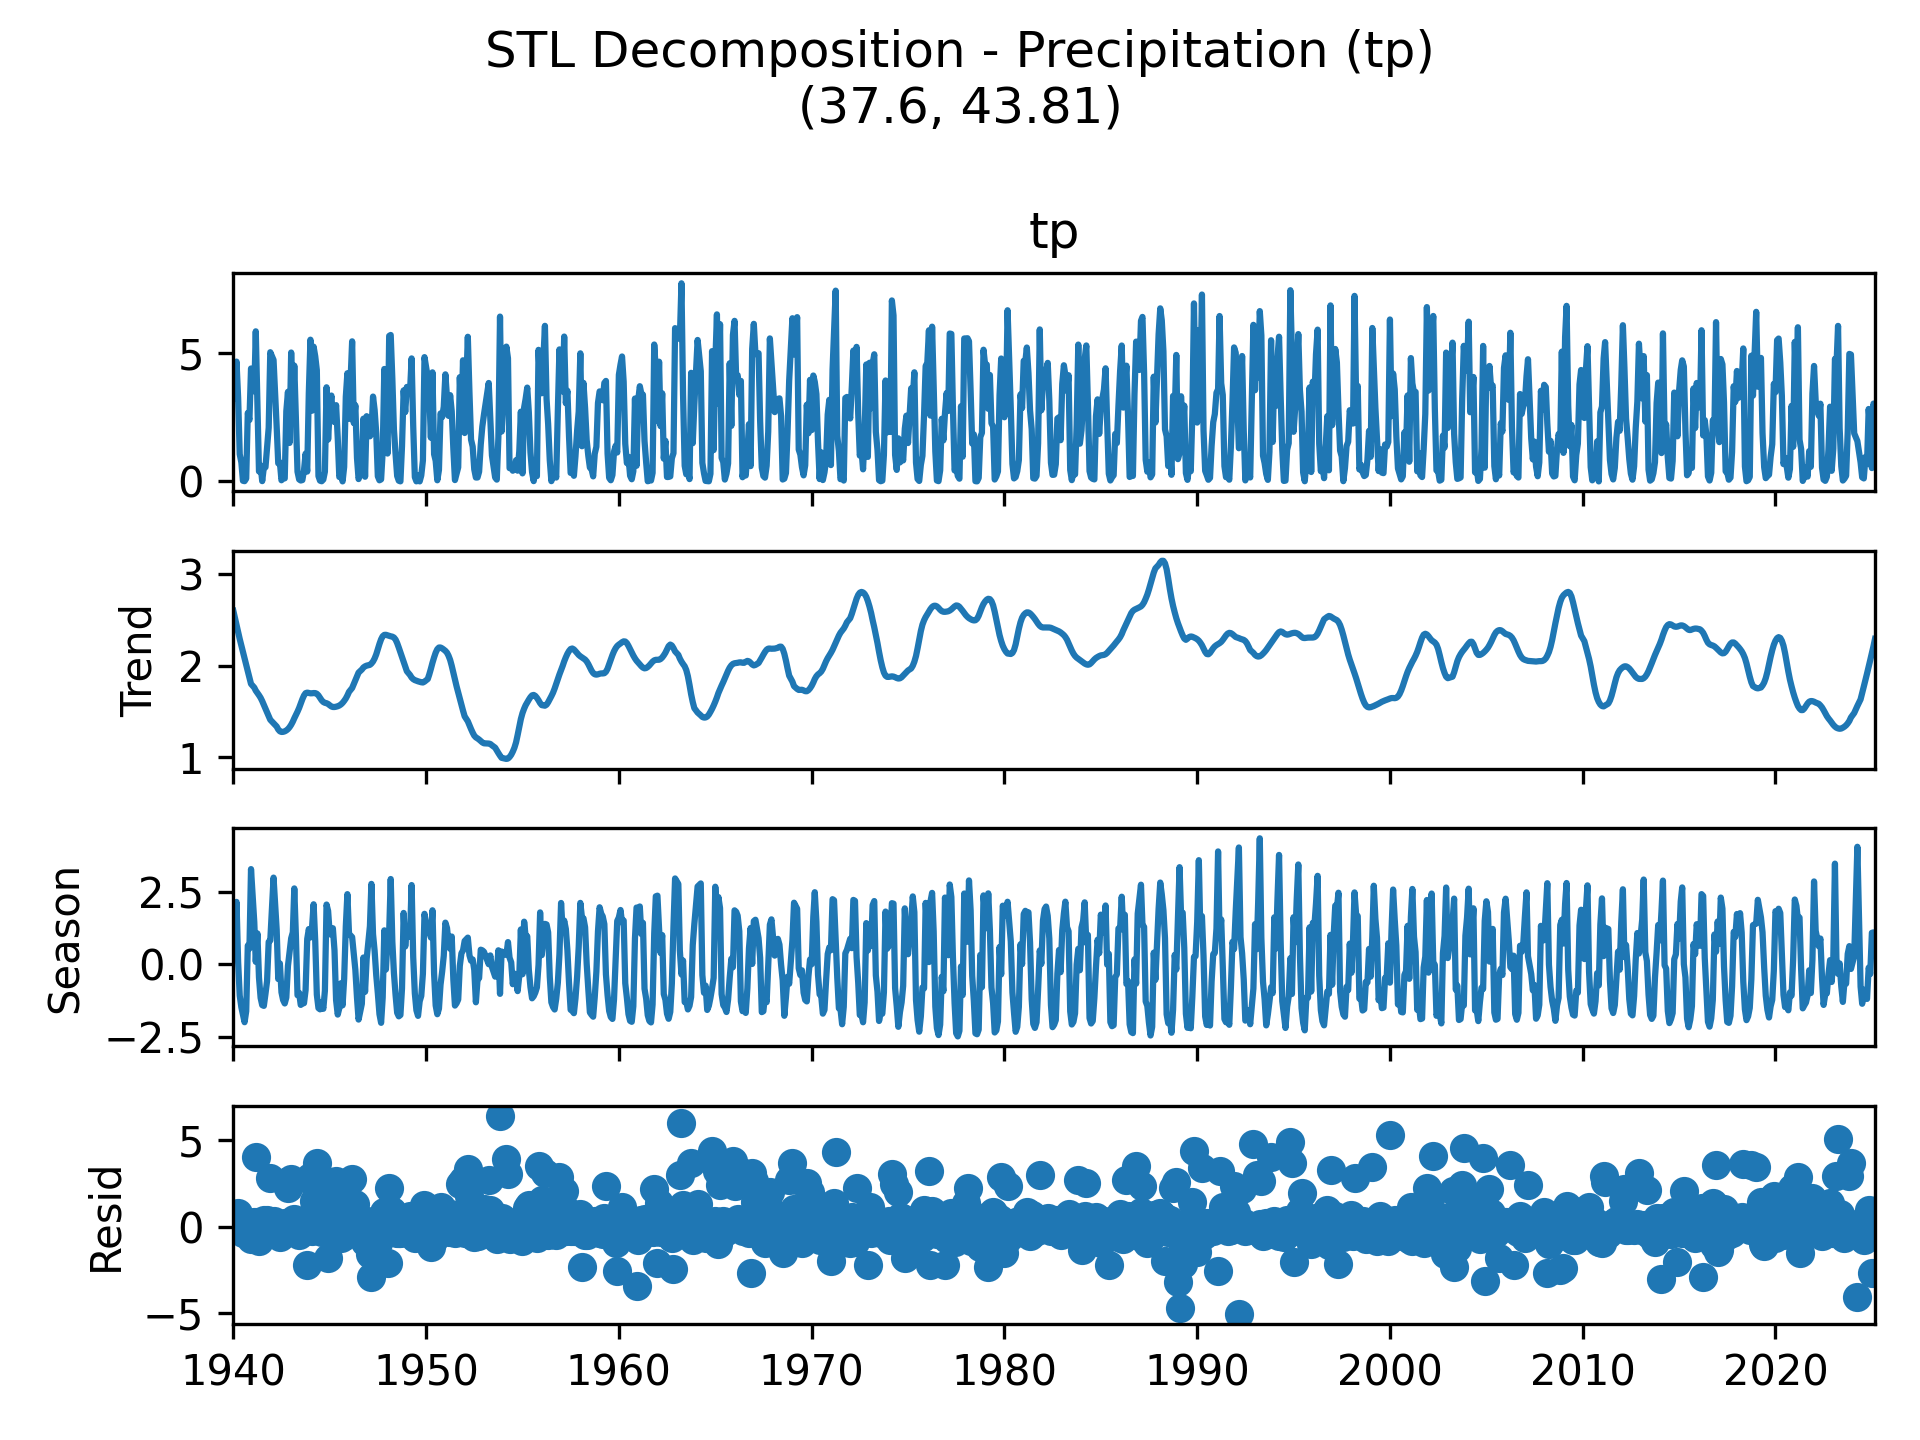 STL Decomposition - Precipitation (tp)
(37.6, 43.81)
tp
5
0
Trend
3
2
1
Season
2.5
0.0
−2.5
Resid
5
0
−5
1940 1950 1960 1970 1980 1990 2000 2010 2020